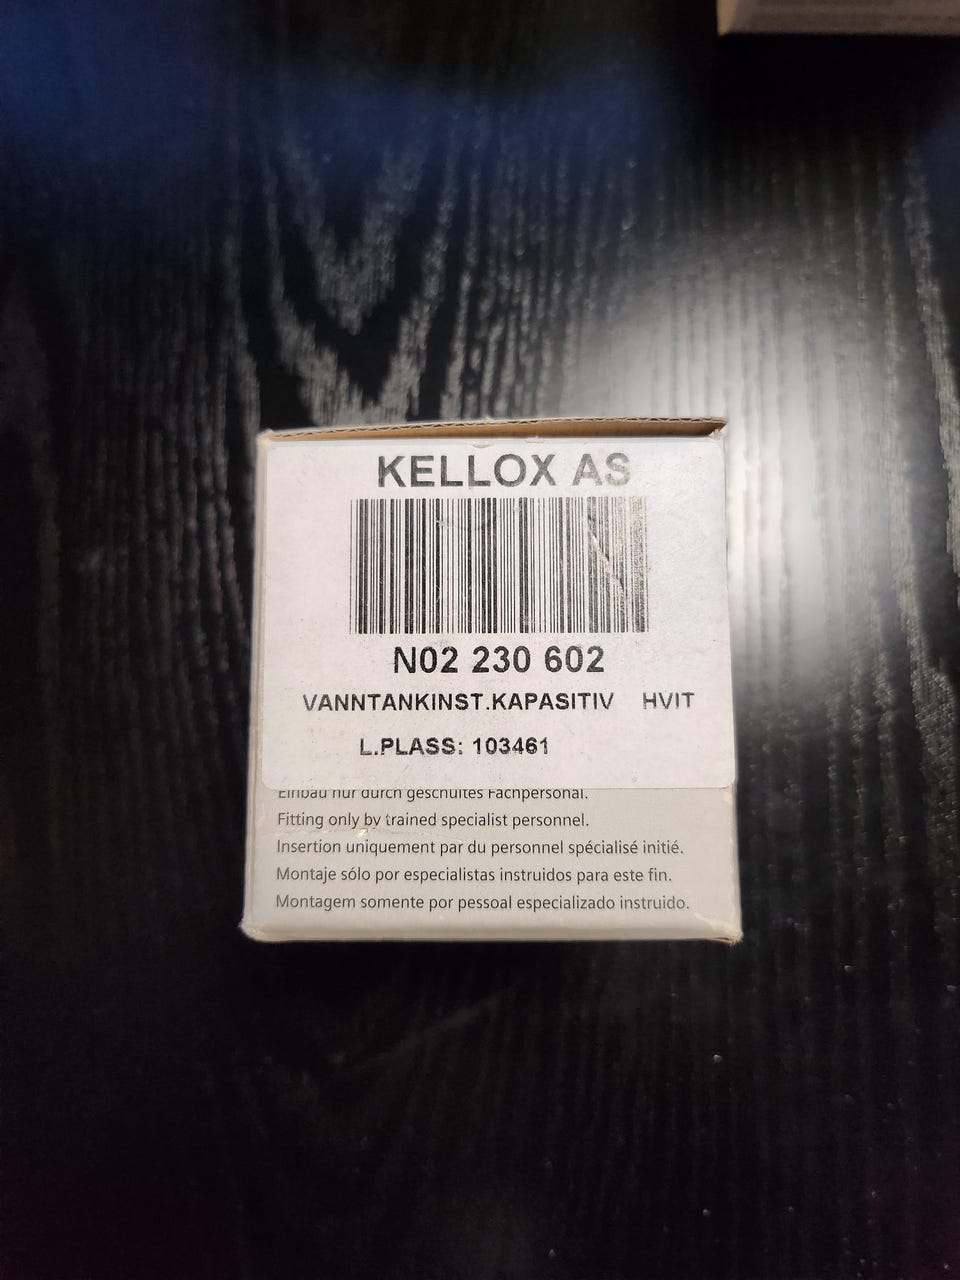 KELLOX AS
N02 230 602
VANNTANKINST.KAPASITIV HVIT
L.PLASS: 103461
Einbau nur durch geschultes Fachpersonal.
Fitting only by trained specialist personnel.
Insertion uniquement par du personnel spécialisé initié.
Montaje sólo por especialistas instruidos para este fin.
Montagem somente por pessoal especializado instruido.